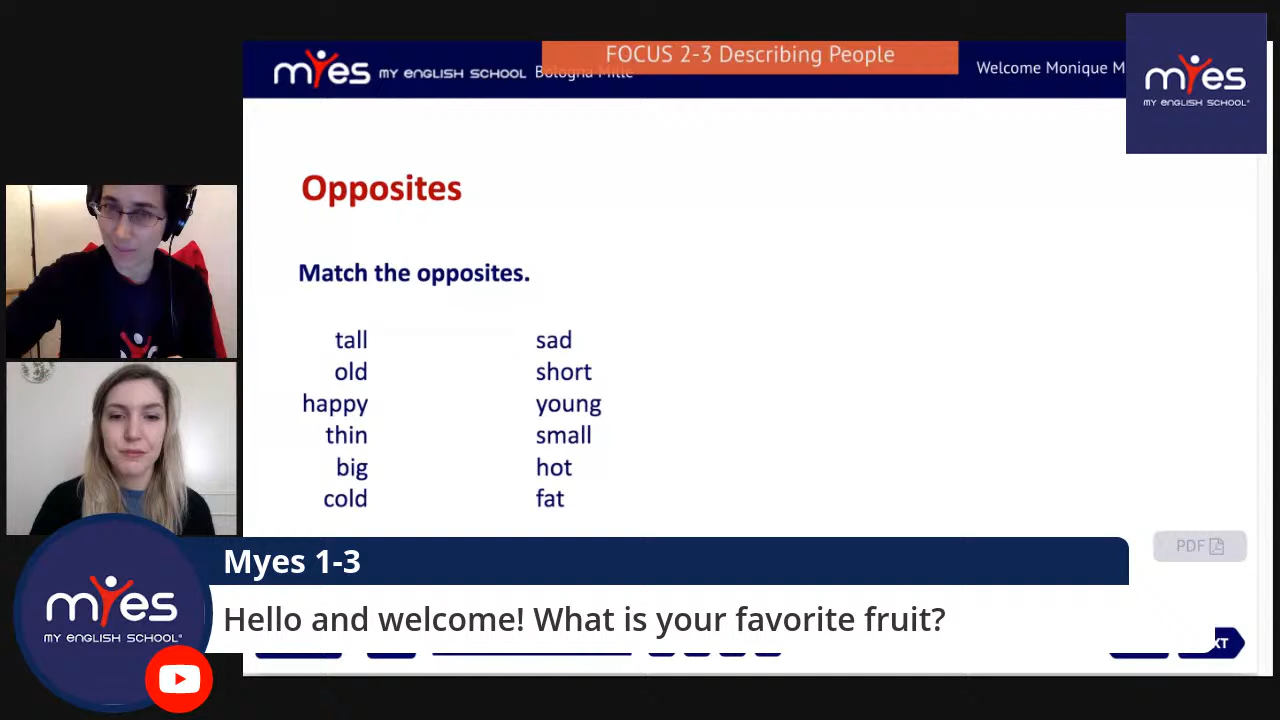 myes MY ENGLISH SCHOOL Bologna Mille
FOCUS 2-3 Describing People
Welcome Monique M
myes
MY ENGLISH SCHOOL
Opposites
Match the opposites.
tall sad
old short
happy young
thin small
big hot
cold fat
PDF
Myes 1-3
Hello and welcome! What is your favorite fruit?
myes
MY ENGLISH SCHOOL